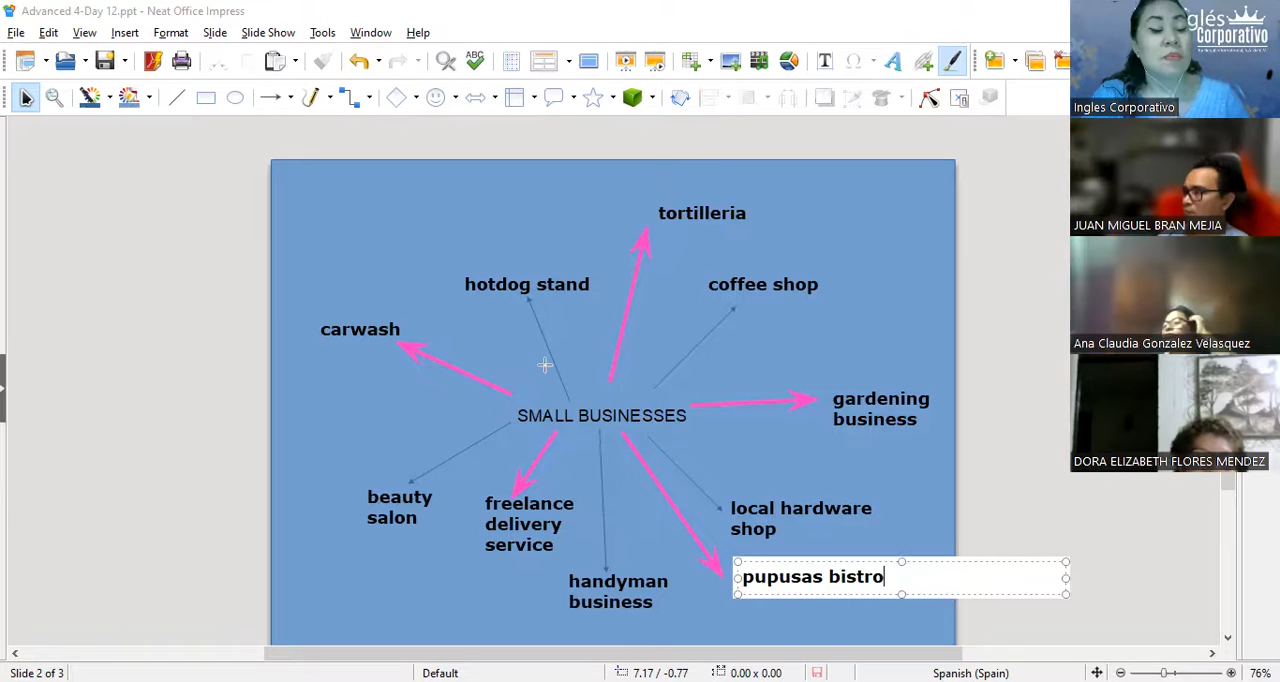 Advanced 4-Day 12.ppt - Neat Office Impress
File Edit View Insert Format Slide Slide Show Tools Window Help
tortilleria
hotdog stand
coffee shop
carwash
SMALL BUSINESSES
gardening
business
beauty
salon
freelance
delivery
service
local hardware
shop
handyman
business
pupusas bistro
Inglés
Corporativo
Ingles Corporativo
JUAN MIGUEL BRAN MEJIA
Ana Claudia Gonzalez Velasquez
DORA ELIZABETH FLORES MENDEZ
Slide 2 of 3
Default
7.17 / -0.77
0.00 x 0.00
Spanish (Spain)
76%